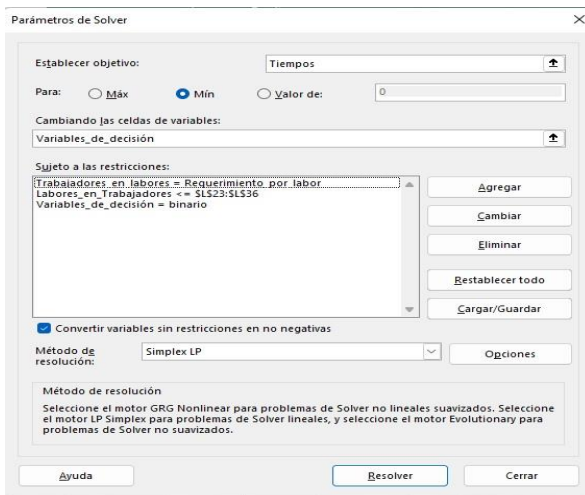 Parámetros de Solver
Establecer objetivo: Tiempos
Para: Máx Mín Valor de: 0
Cambiando las celdas de variables:
Variables_de_decisión
Sujeto a las restricciones:
Trabajadores_en_labores = Requerimiento_por_labor
Labores_en_Trabajadores <= $L$23:$L$36
Variables_de_decisión = binario
Agregar
Cambiar
Eliminar
Restablecer todo
Cargar/Guardar
Convertir variables sin restricciones en no negativas
Método de resolución: Simplex LP Opciones
Método de resolución
Seleccione el motor GRG Nonlinear para problemas de Solver no lineales suavizados. Seleccione
el motor LP Simplex para problemas de Solver lineales, y seleccione el motor Evolutionary para
problemas de Solver no suavizados.
Ayuda Resolver Cerrar